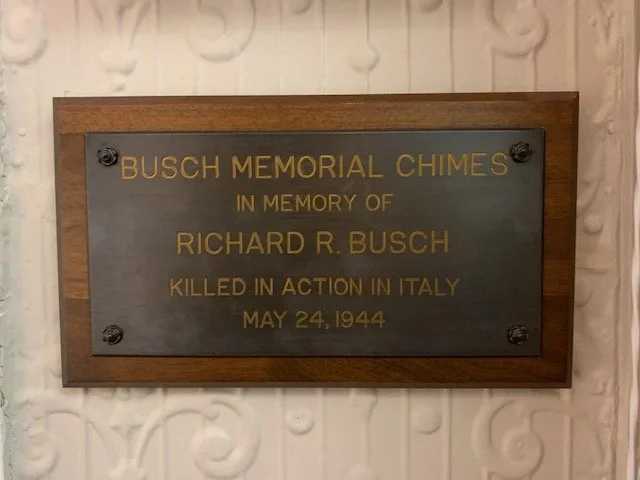 BUSCH MEMORIAL CHIMES
IN MEMORY OF
RICHARD R. BUSCH
KILLED IN ACTION IN ITALY
MAY 24, 1944